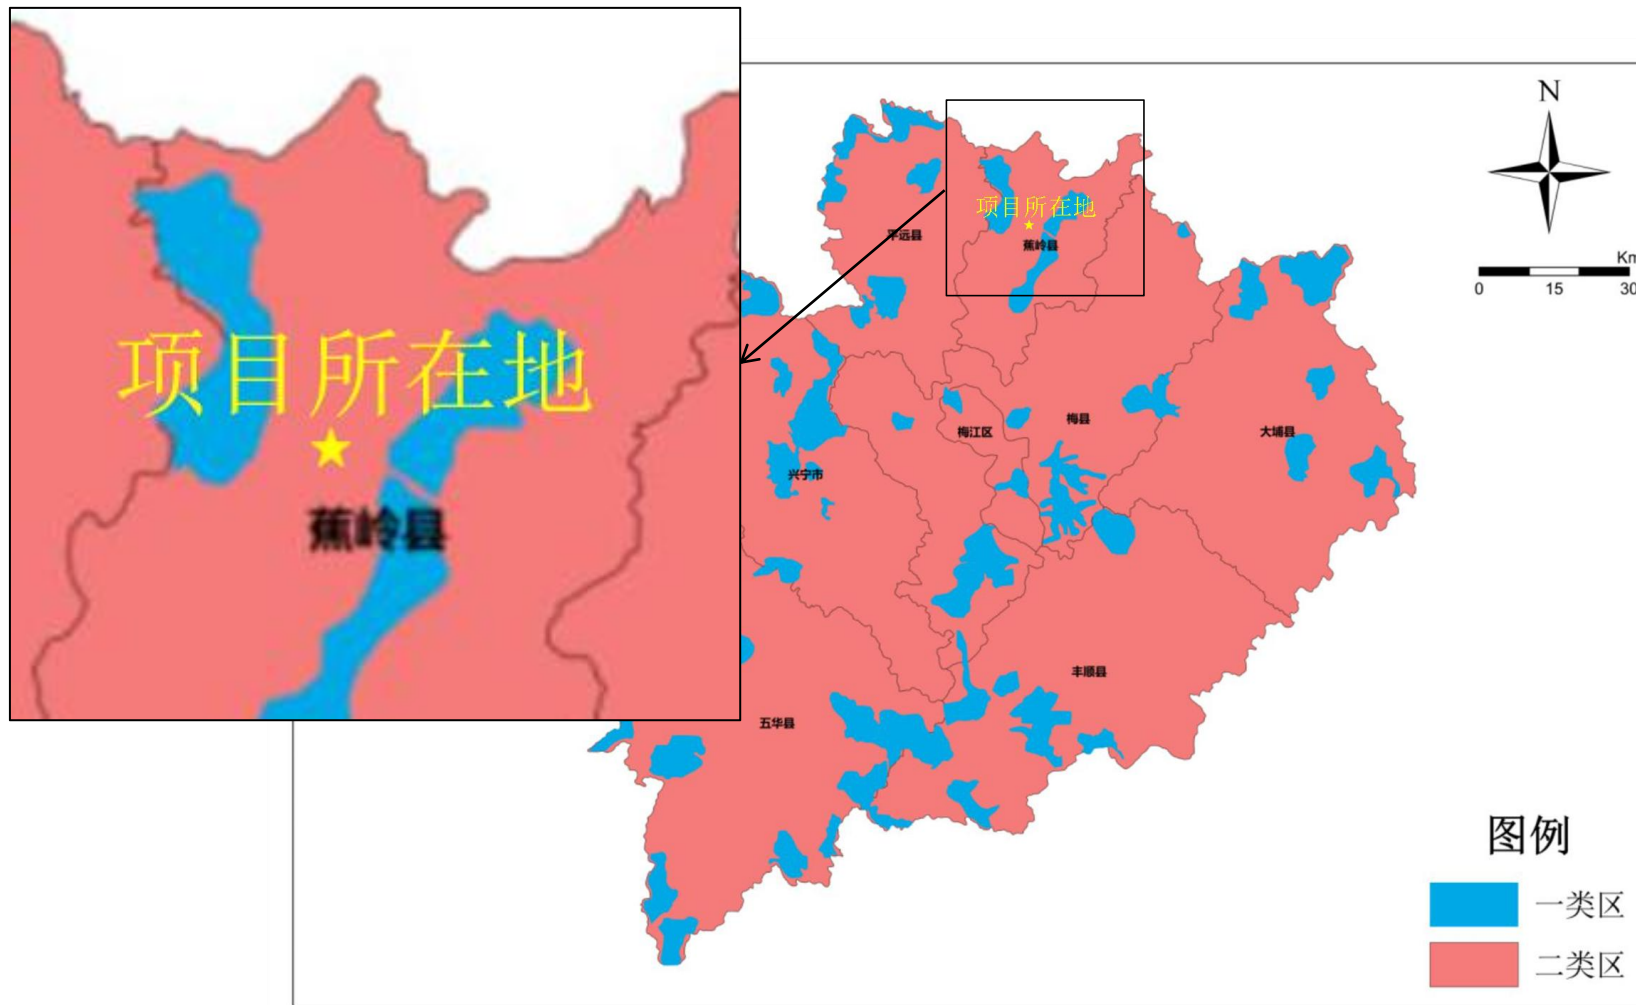 项目所在地
蕉岭县
N
Km
0 15 30
项目所在地
平远县
蕉岭县
梅县
梅江区
大埔县
兴宁市
丰顺县
五华县
图例
一类区
二类区